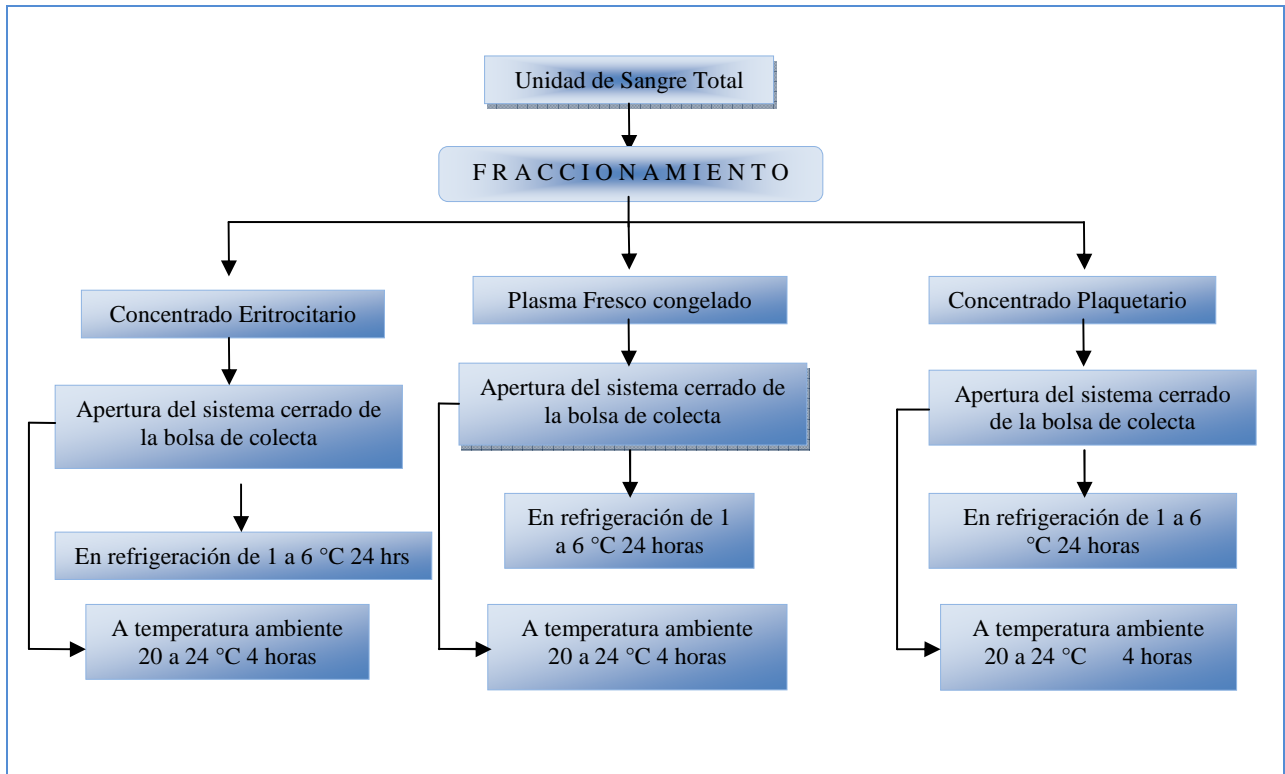 Unidad de Sangre Total
F R A C C I O N A M I E N T O
Concentrado Eritrocitario
Apertura del sistema cerrado de
la bolsa de colecta
En refrigeración de 1 a 6 °C 24 hrs
A temperatura ambiente
20 a 24 °C 4 horas
Plasma Fresco congelado
Apertura del sistema cerrado de
la bolsa de colecta
En refrigeración de 1
a 6 °C 24 horas
A temperatura ambiente
20 a 24 °C 4 horas
Concentrado Plaquetario
Apertura del sistema cerrado
de la bolsa de colecta
En refrigeración de 1 a 6
°C 24 horas
A temperatura ambiente
20 a 24 °C 4 horas